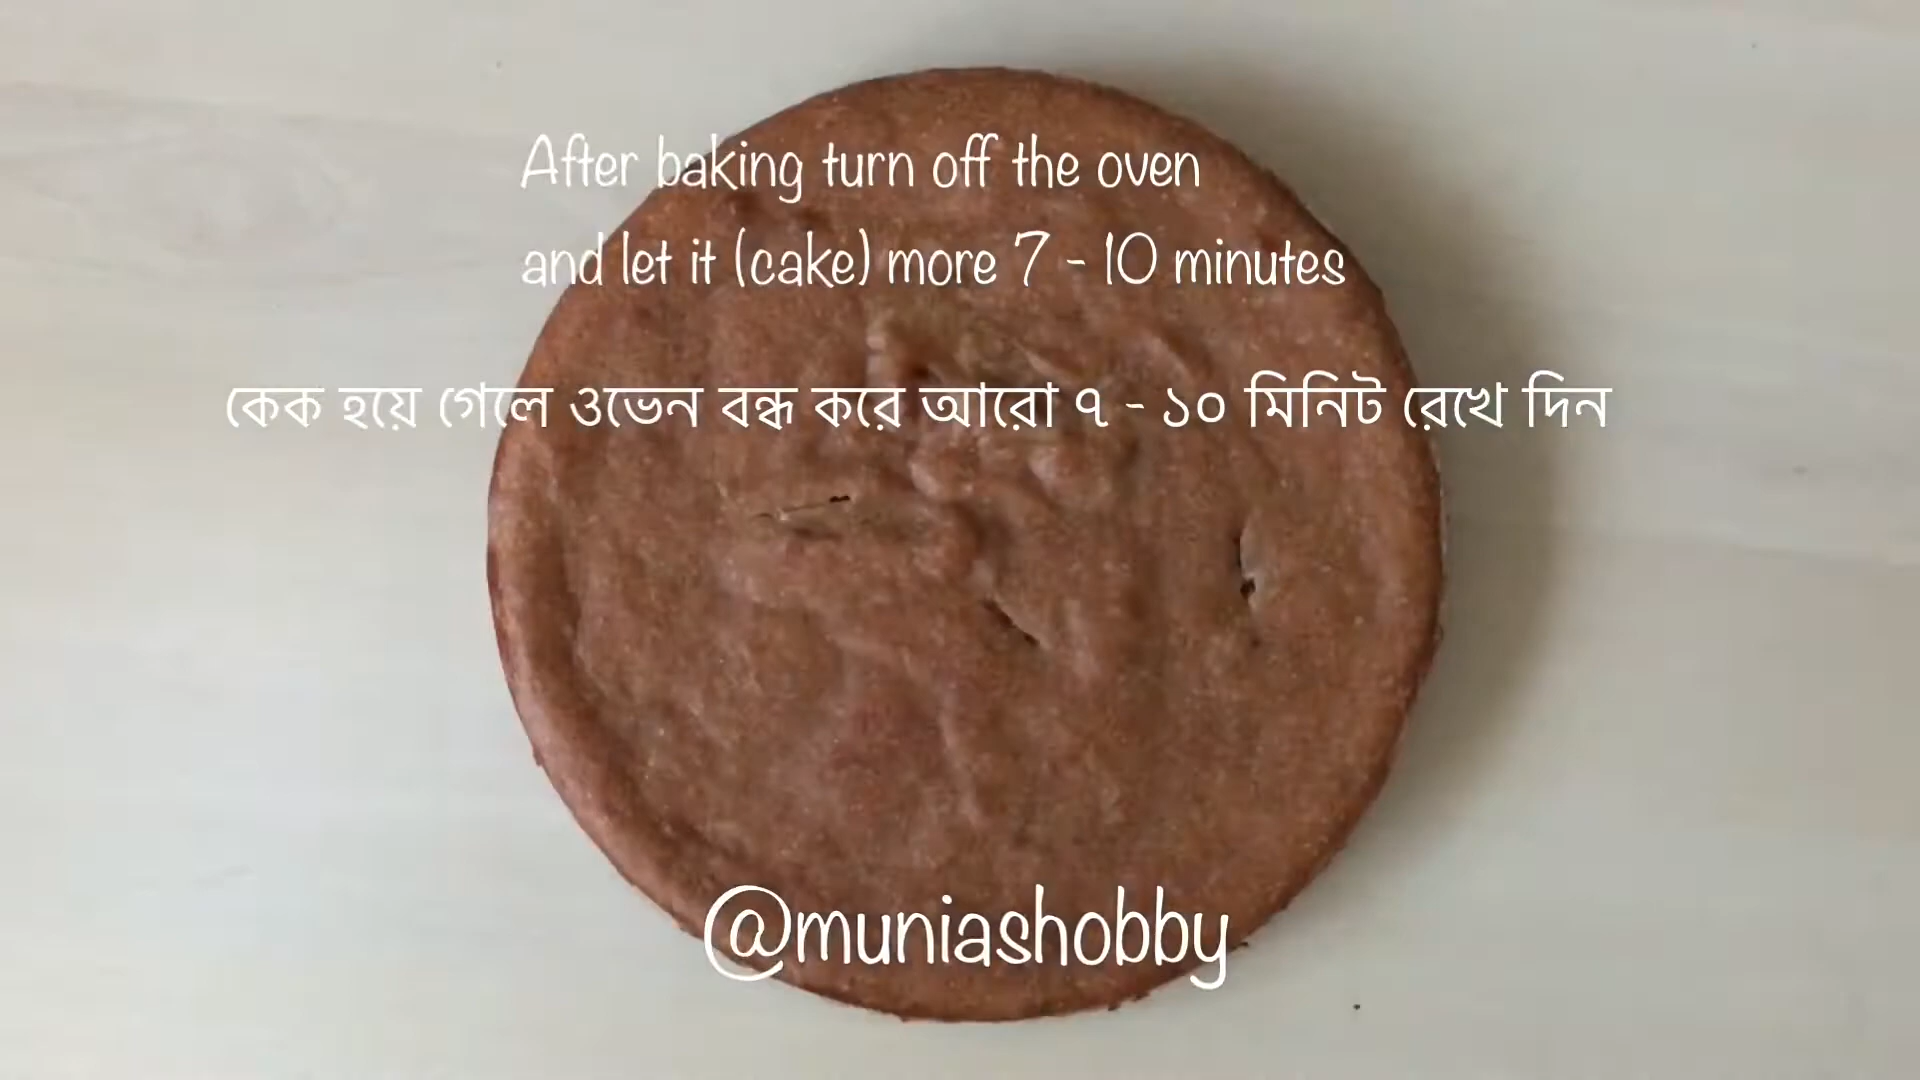 After baking turn off the oven
and let it (cake) more 7 - 10 minutes
কেক হয়ে গেলে ওভেন বন্ধ করে আরো ৭ - ১০ মিনিট রেখে দিন
@muniashobby